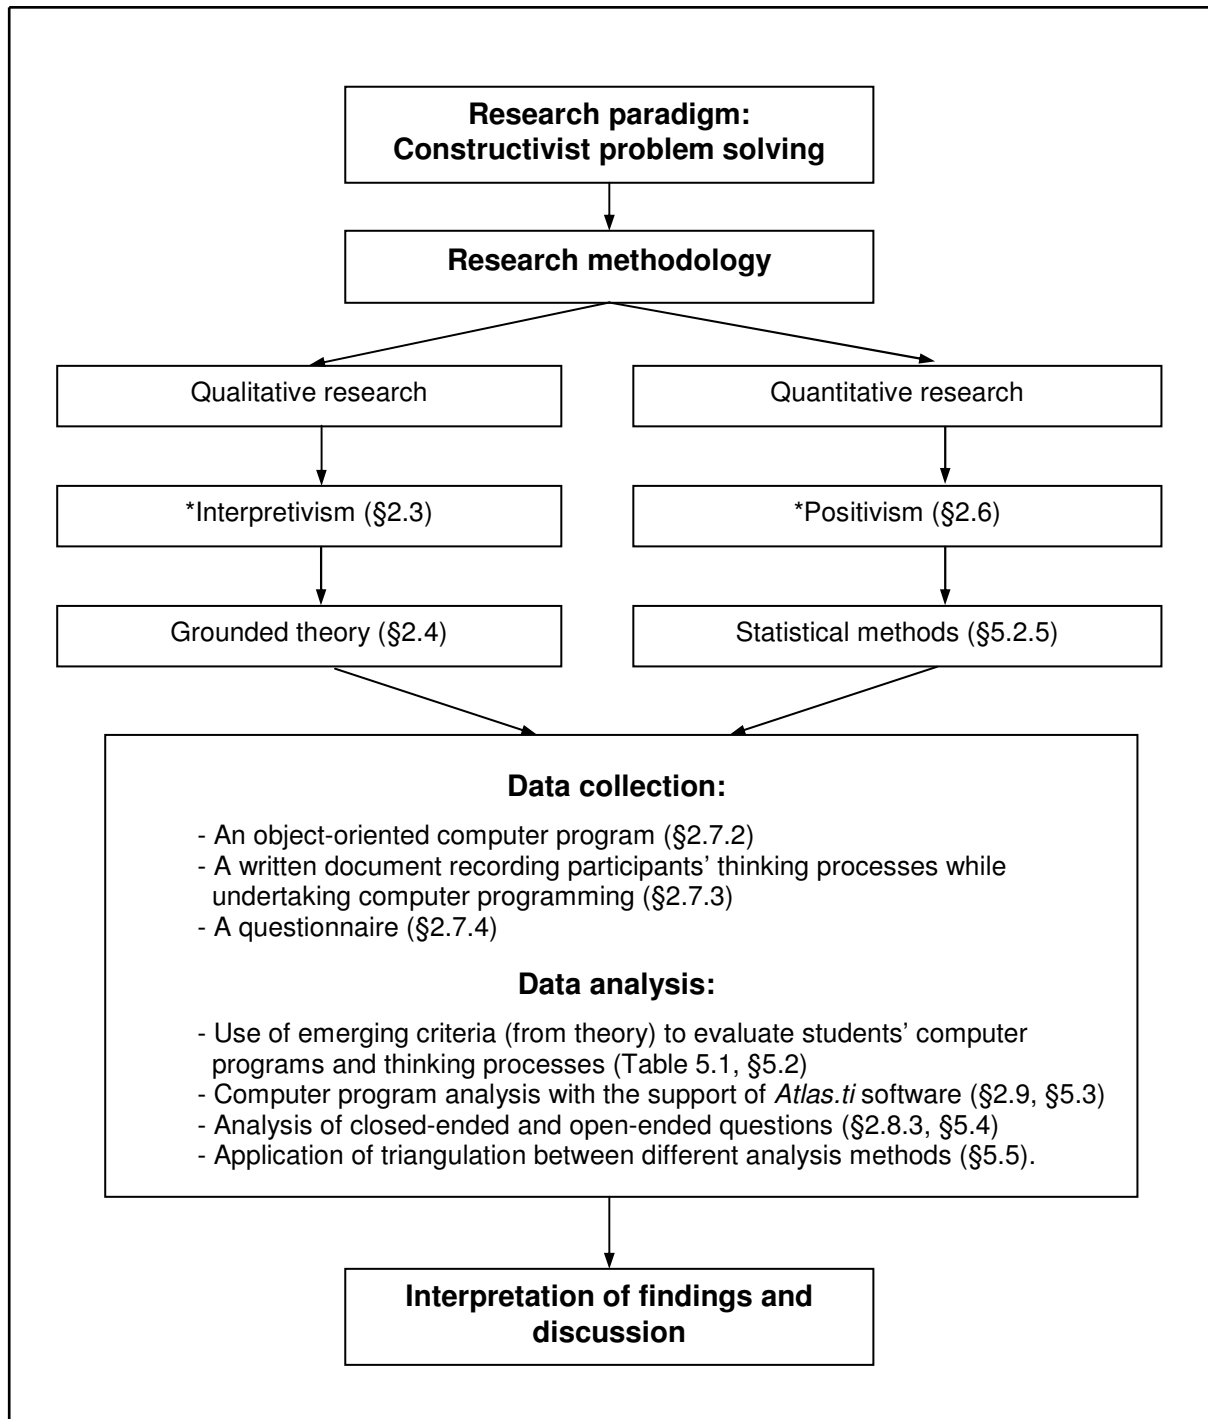 Research paradigm:
Constructivist problem solving
Research methodology
Qualitative research
Quantitative research
*Interpretivism (§2.3)
*Positivism (§2.6)
Grounded theory (§2.4)
Statistical methods (§5.2.5)
Data collection:
- An object-oriented computer program (§2.7.2)
- A written document recording participants’ thinking processes while
undertaking computer programming (§2.7.3)
- A questionnaire (§2.7.4)
Data analysis:
- Use of emerging criteria (from theory) to evaluate students’ computer
programs and thinking processes (Table 5.1, §5.2)
- Computer program analysis with the support of Atlas.ti software (§2.9, §5.3)
- Analysis of closed-ended and open-ended questions (§2.8.3, §5.4)
- Application of triangulation between different analysis methods (§5.5).
Interpretation of findings and
discussion